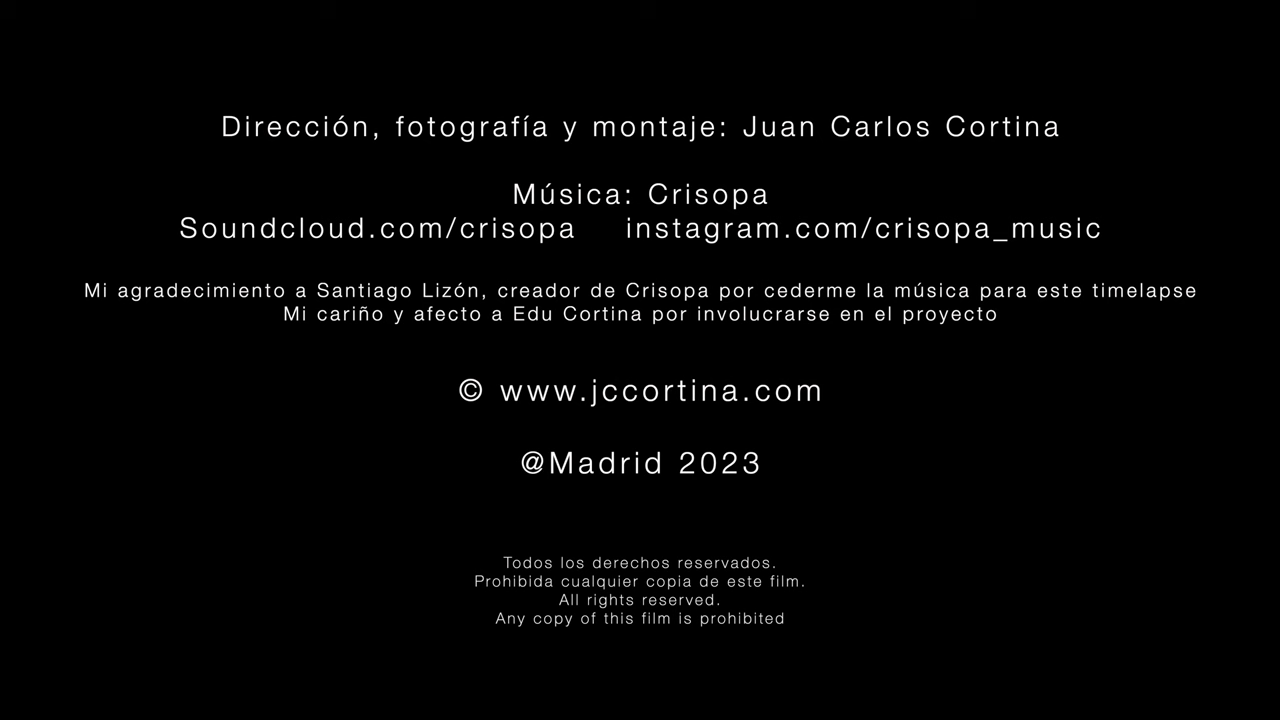 Dirección, fotografía y montaje: Juan Carlos Cortina
Música: Crisopa
Soundcloud.com/crisopa instagram.com/crisopa_music
Mi agradecimiento a Santiago Lizón, creador de Crisopa por cederme la música para este timelapse
Mi cariño y afecto a Edu Cortina por involucrarse en el proyecto
© www.jccortina.com
@Madrid 2023
Todos los derechos reservados.
Prohibida cualquier copia de este film.
All rights reserved.
Any copy of this film is prohibited